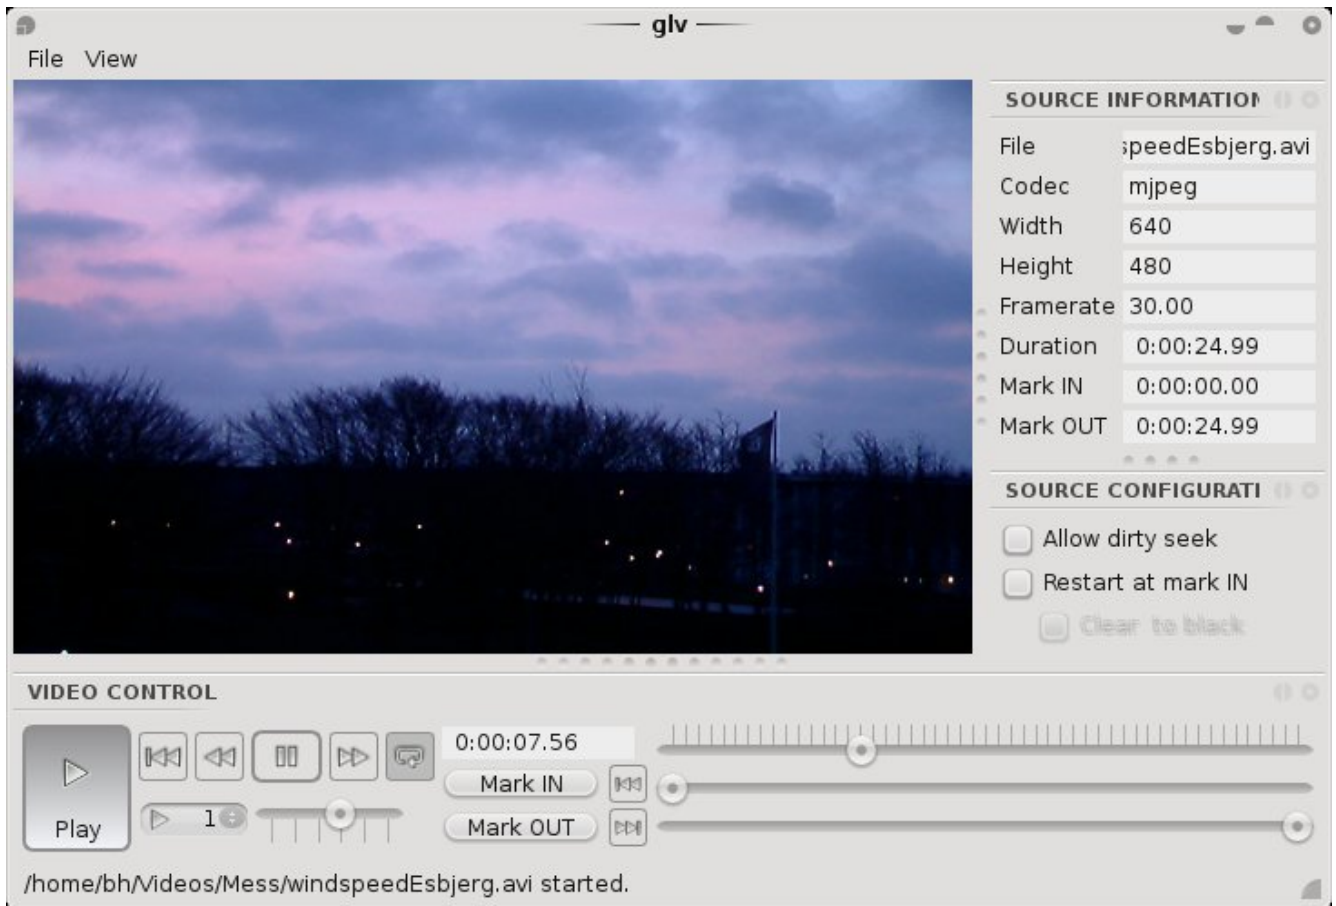 glv
File View
SOURCE INFORMATION
File speedEsbjerg.avi
Codec mjpeg
Width 640
Height 480
Framerate 30.00
Duration 0:00:24.99
Mark IN 0:00:00.00
Mark OUT 0:00:24.99
SOURCE CONFIGURATI
Allow dirty seek
Restart at mark IN
Clear to black
VIDEO CONTROL
0:00:07.56
Mark IN
Play 1 Mark OUT
/home/bh/Videos/Mess/windspeedEsbjerg.avi started.